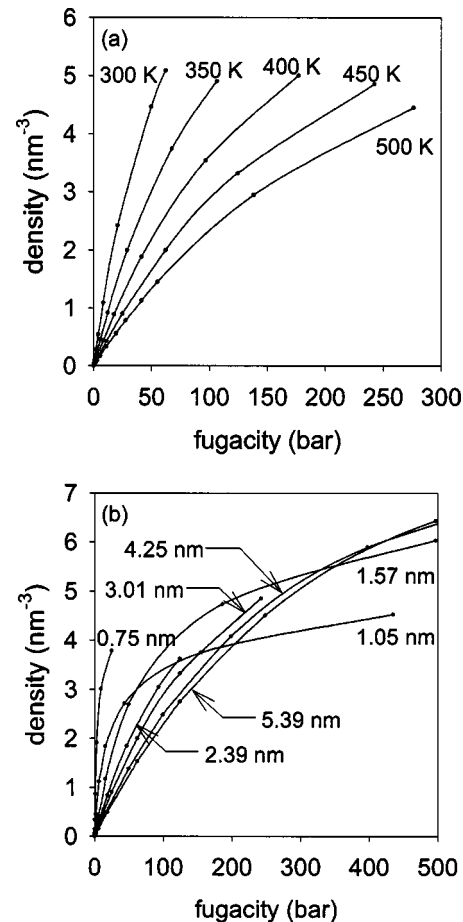 (a)
6
5
4
3
2
1
0
density (nm⁻³)
300 K
350 K
400 K
450 K
500 K
0 50 100 150 200 250 300
fugacity (bar)
(b)
7
6
5
4
3
2
1
0
density (nm⁻³)
4.25 nm
3.01 nm
0.75 nm
1.57 nm
1.05 nm
5.39 nm
2.39 nm
0 100 200 300 400 500
fugacity (bar)